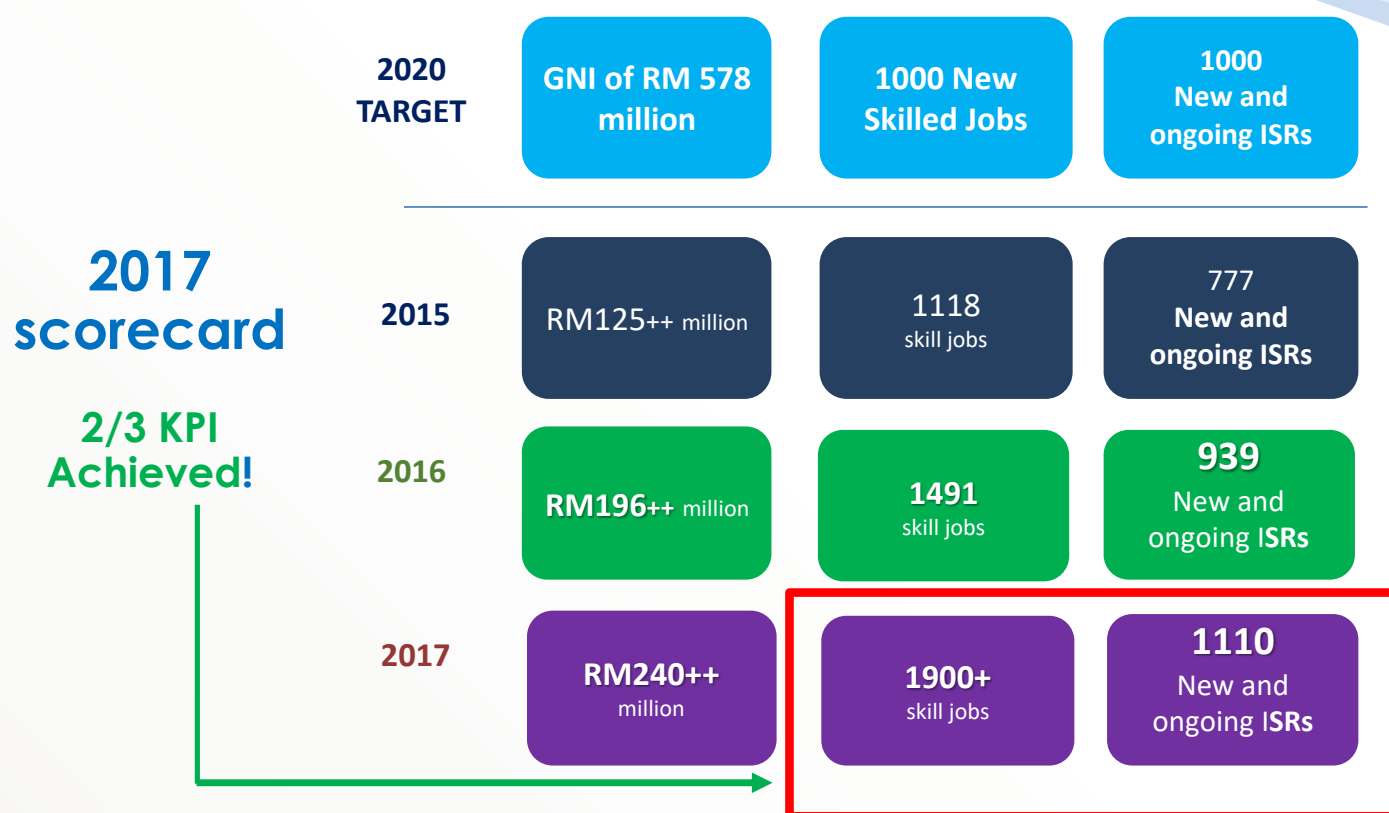 2020
TARGET
GNI of RM 578
million
1000 New
Skilled Jobs
1000
New and
ongoing ISRs
2017
scorecard
2/3 KPI
Achieved!
2015
RM125++ million
1118
skill jobs
777
New and
ongoing ISRs
2016
RM196++ million
1491
skill jobs
939
New and
ongoing ISRs
2017
RM240++
million
1900+
skill jobs
1110
New and
ongoing ISRs